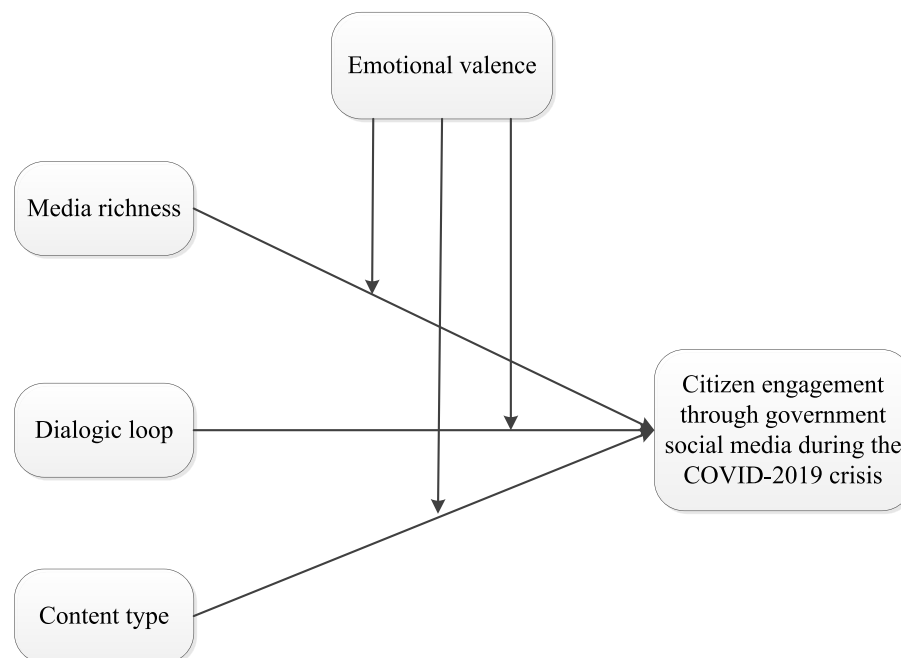 Emotional valence
Media richness
Dialogic loop
Citizen engagement
through government
social media during the
COVID-2019 crisis
Content type